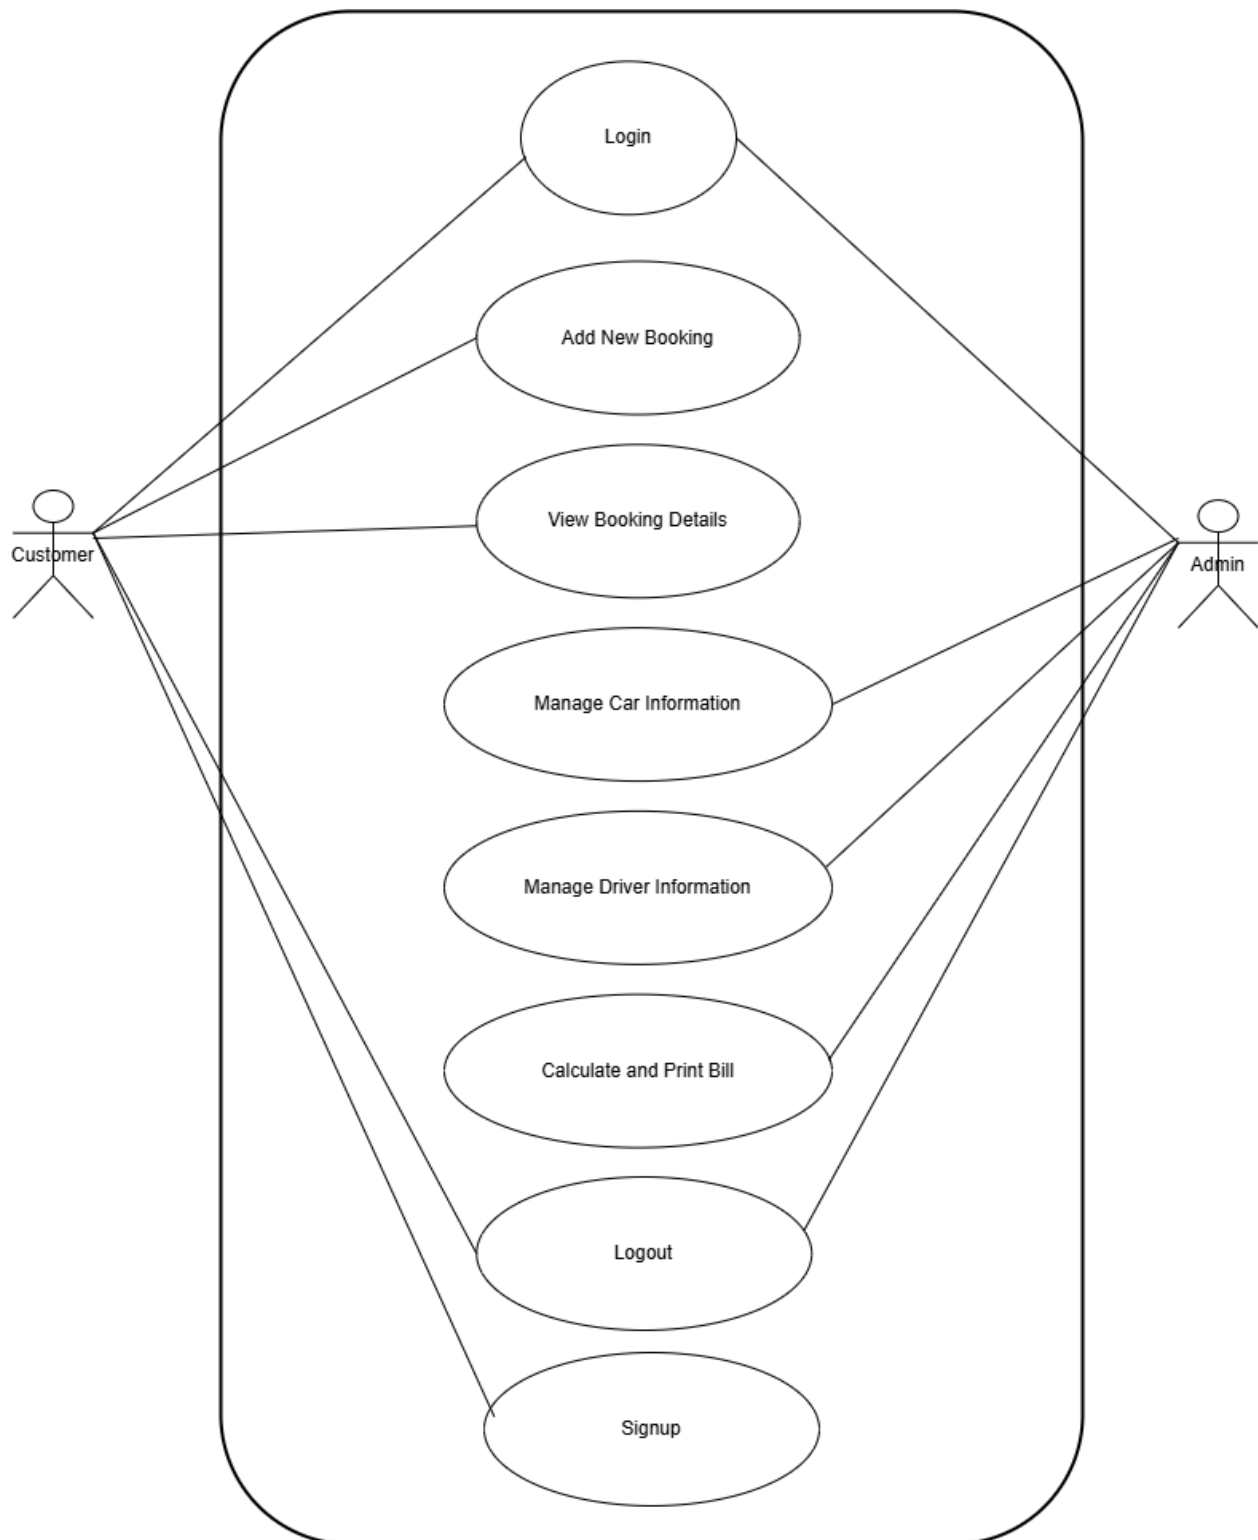 Login
Add New Booking
View Booking Details
Customer
Admin
Manage Car Information
Manage Driver Information
Calculate and Print Bill
Logout
Signup